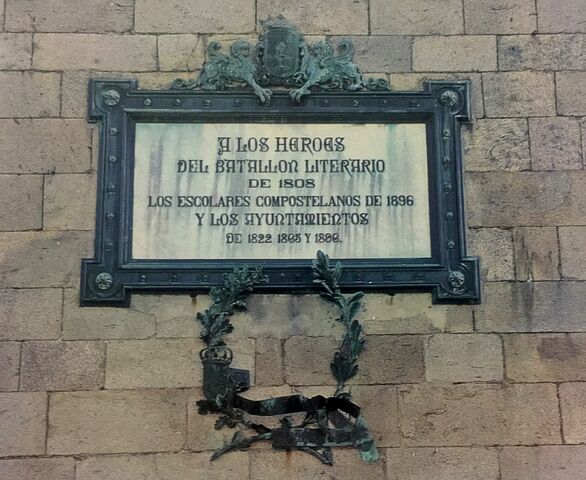 A LOS HEROES
DEL BATALLON LITERARIO
DE 1808
LOS ESCOLARES COMPOSTELANOS DE 1896
Y LOS AYUNTAMIENTOS
DE 1822 1865 Y 1896.